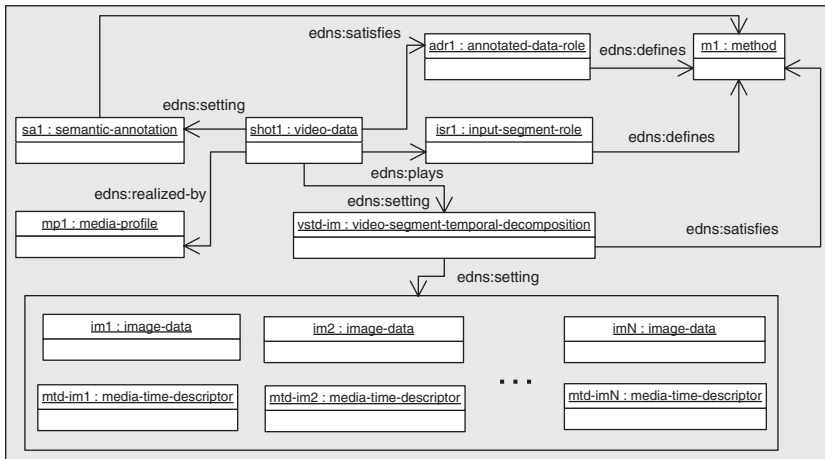 edns:satisfies
adr1 : annotated-data-role
m1 : method
edns:defines
edns:setting
sa1 : semantic-annotation
shot1 : video-data
isr1 : input-segment-role
edns:defines
edns:plays
edns:realized-by
edns:setting
mp1 : media-profile
vstd-im : video-segment-temporal-decomposition
edns:satisfies
edns:setting
im1 : image-data
im2 : image-data
imN : image-data
...
mtd-im1 : media-time-descriptor
mtd-im2 : media-time-descriptor
mtd-imN : media-time-descriptor